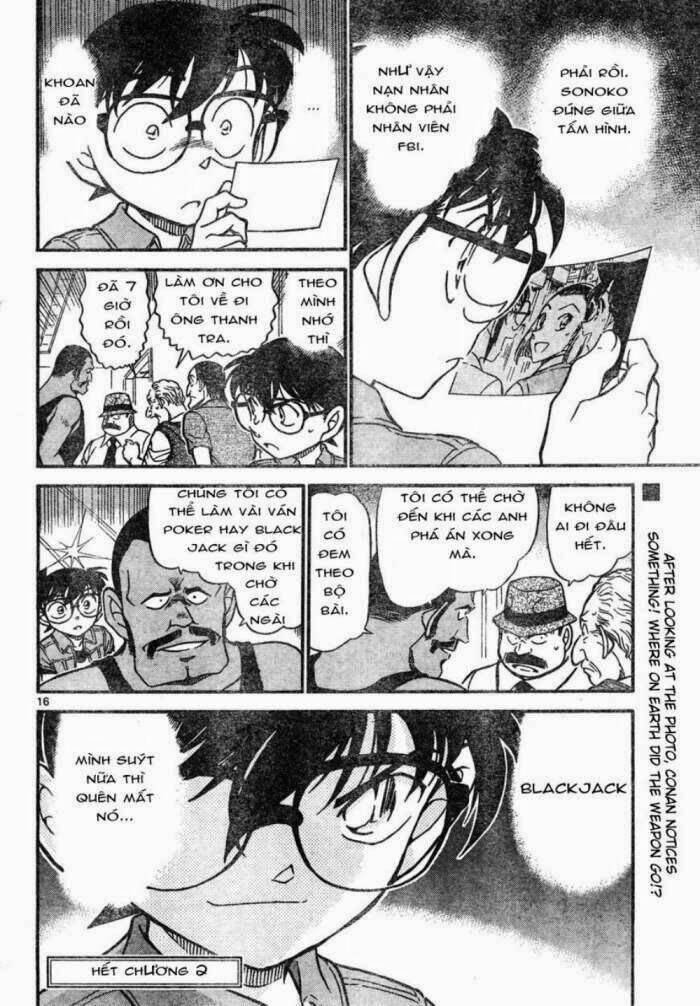 PHẢI RỒI.
SONOKO
ĐÚNG GIỮA
TẤM HÌNH.
NHƯ VẬY
NẠN NHÂN
KHÔNG PHẢI
NHÂN VIÊN
FBI.
...
KHOAN
ĐÃ
NÀO
THEO
MÌNH
NHỚ
THÌ
LÀM ƠN CHO
TÔI VỀ ĐI
ÔNG THANH
TRA.
ĐÃ 7
GIỜ
RỒI
ĐÓ.
KHÔNG
AI ĐI ĐÂU
HẾT.
TÔI CÓ THỂ CHỜ
ĐẾN KHI CÁC ANH
PHÁ ÁN XONG
MÀ.
TÔI
CÓ
ĐEM
THEO
BỘ
BÀI.
CHÚNG TÔI CÓ
THỂ LÀM VÀI VÁN
POKER HAY BLACK
JACK GÌ ĐÓ
TRONG KHI
CHỜ
CÁC
NGÀI
16
BLACKJACK
MÌNH SUÝT
NỮA THÌ
QUÊN MẤT
NÓ...
HẾT CHƯƠNG 2
AFTER LOOKING AT THE PHOTO, CONAN NOTICES
SOMETHING! WHERE ON EARTH DID THE WEAPON GO!?